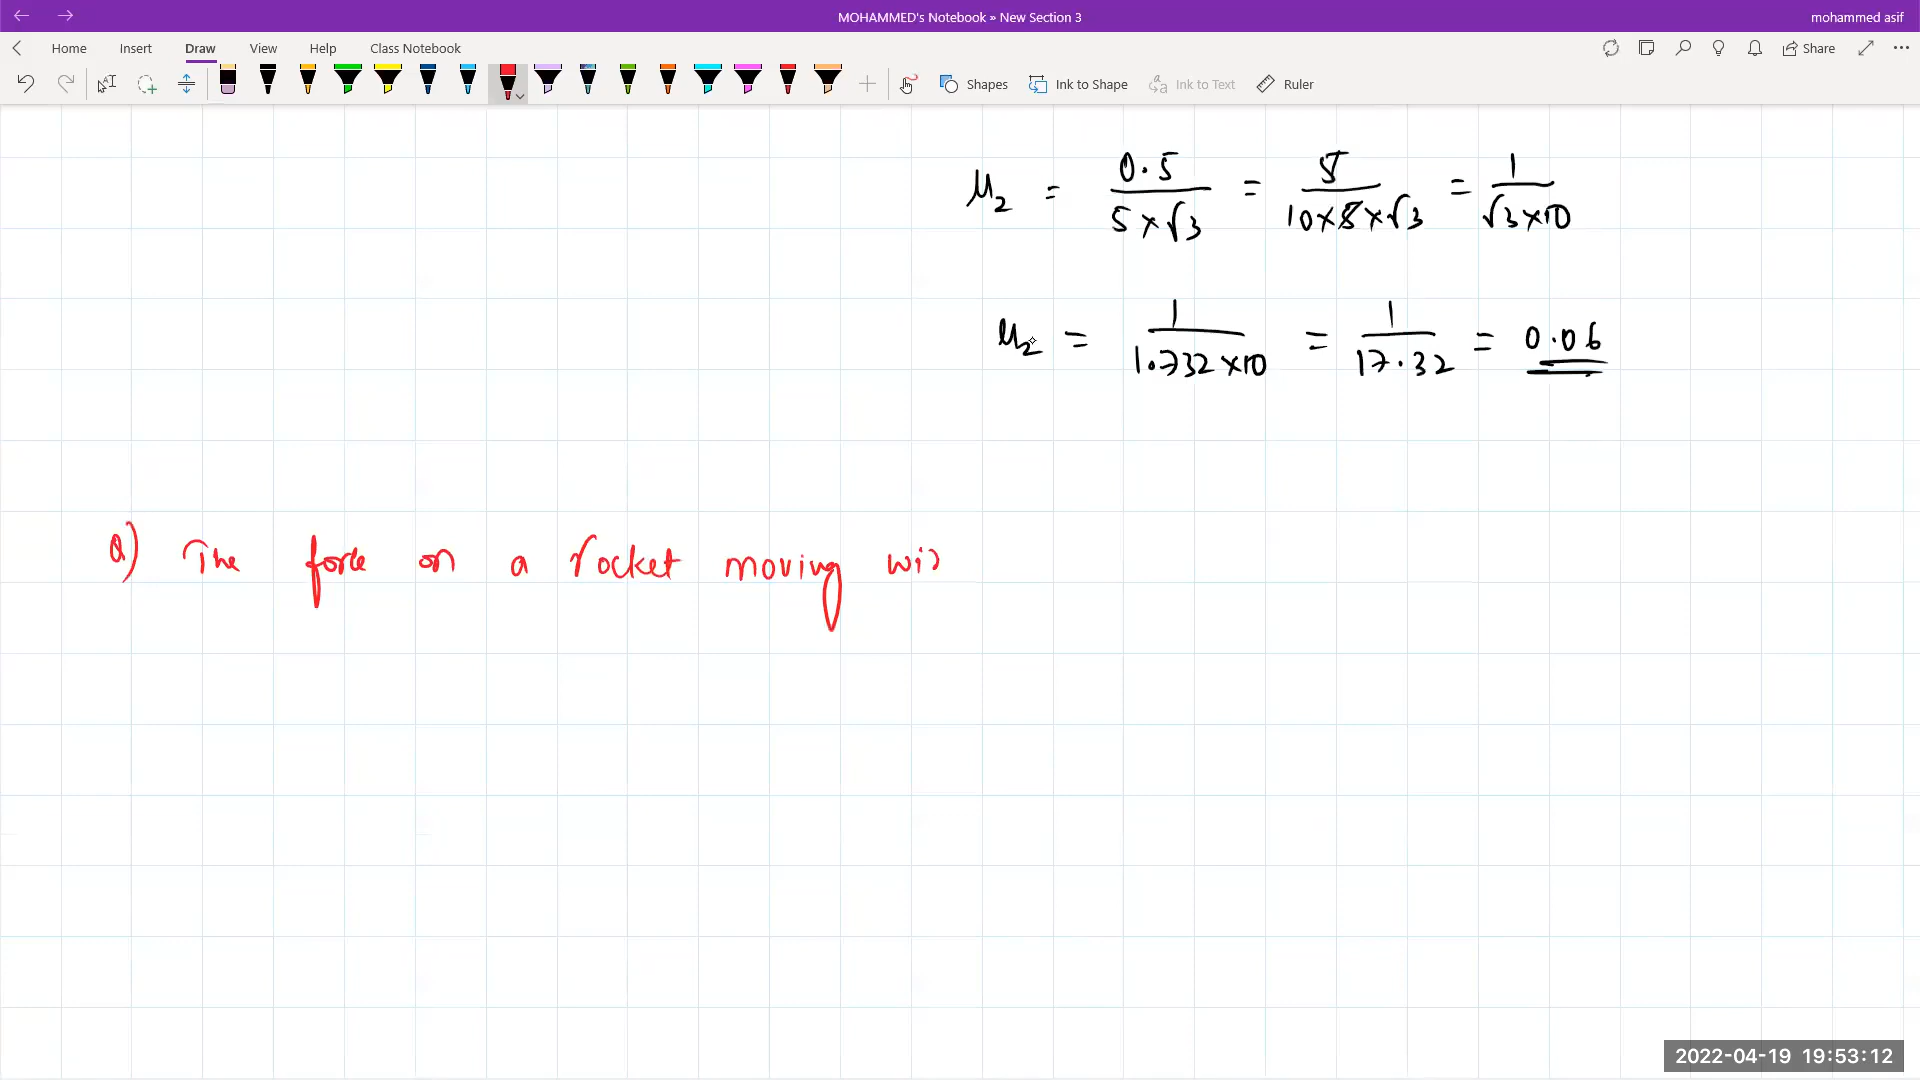 MOHAMMED's Notebook » New Section 3
mohammed asif
Home Insert Draw View Help Class Notebook
Share
Shapes Ink to Shape Ink to Text Ruler
μ2 = 0.5 / 5×√3 = 5 / 10×5×√3 = 1 / √3×10
μ2 = 1 / 1.732×10 = 1 / 17.32 = 0.06
Q) The force on a rocket moving wi
2022-04-19 19:53:12